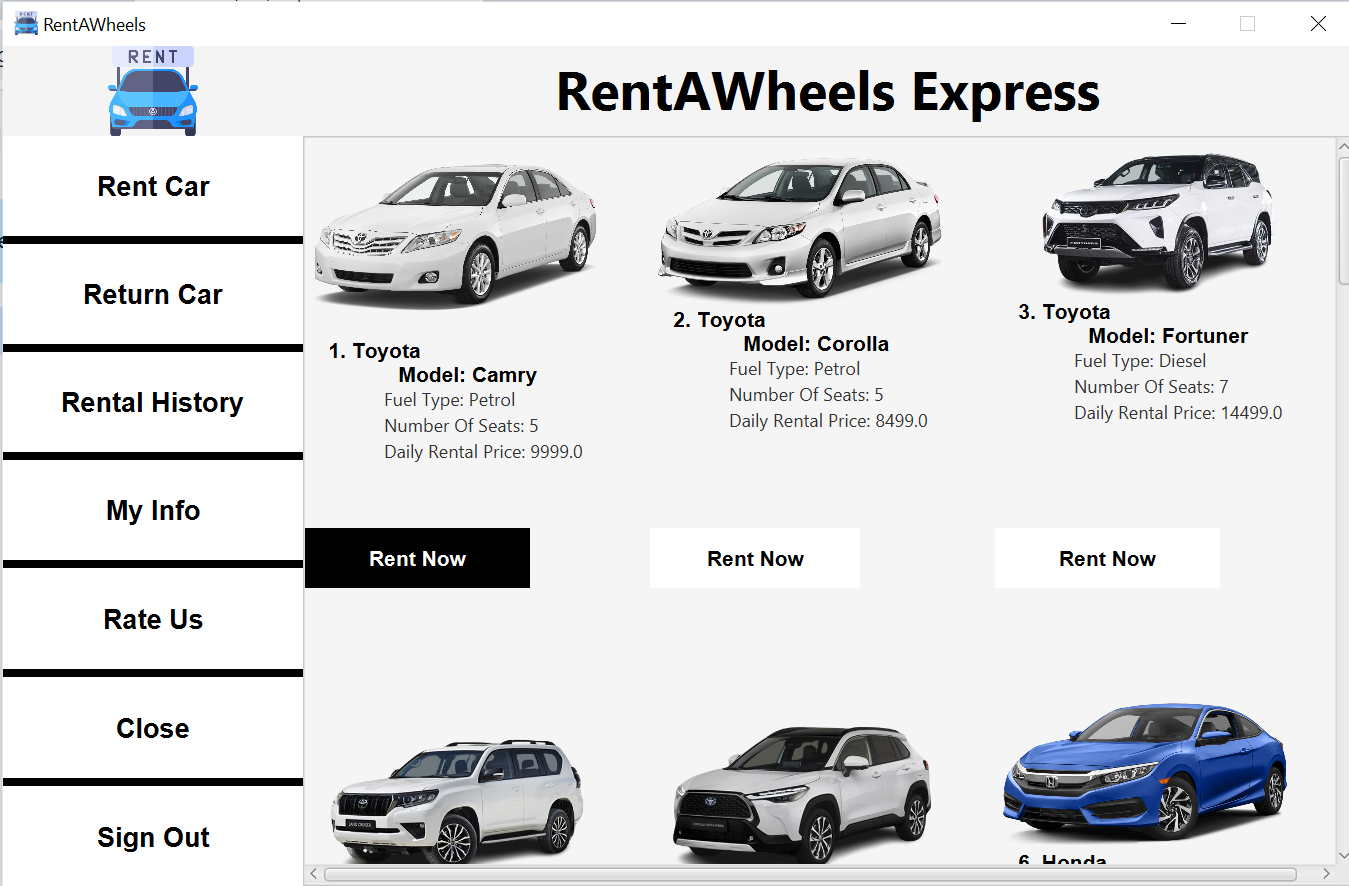 RentAWheels
RENT
RentAWheels Express
Rent Car
Return Car
Rental History
My Info
Rate Us
Close
Sign Out
1. Toyota
Model: Camry
Fuel Type: Petrol
Number Of Seats: 5
Daily Rental Price: 9999.0
Rent Now
2. Toyota
Model: Corolla
Fuel Type: Petrol
Number Of Seats: 5
Daily Rental Price: 8499.0
Rent Now
3. Toyota
Model: Fortuner
Fuel Type: Diesel
Number Of Seats: 7
Daily Rental Price: 14499.0
Rent Now
6. Honda